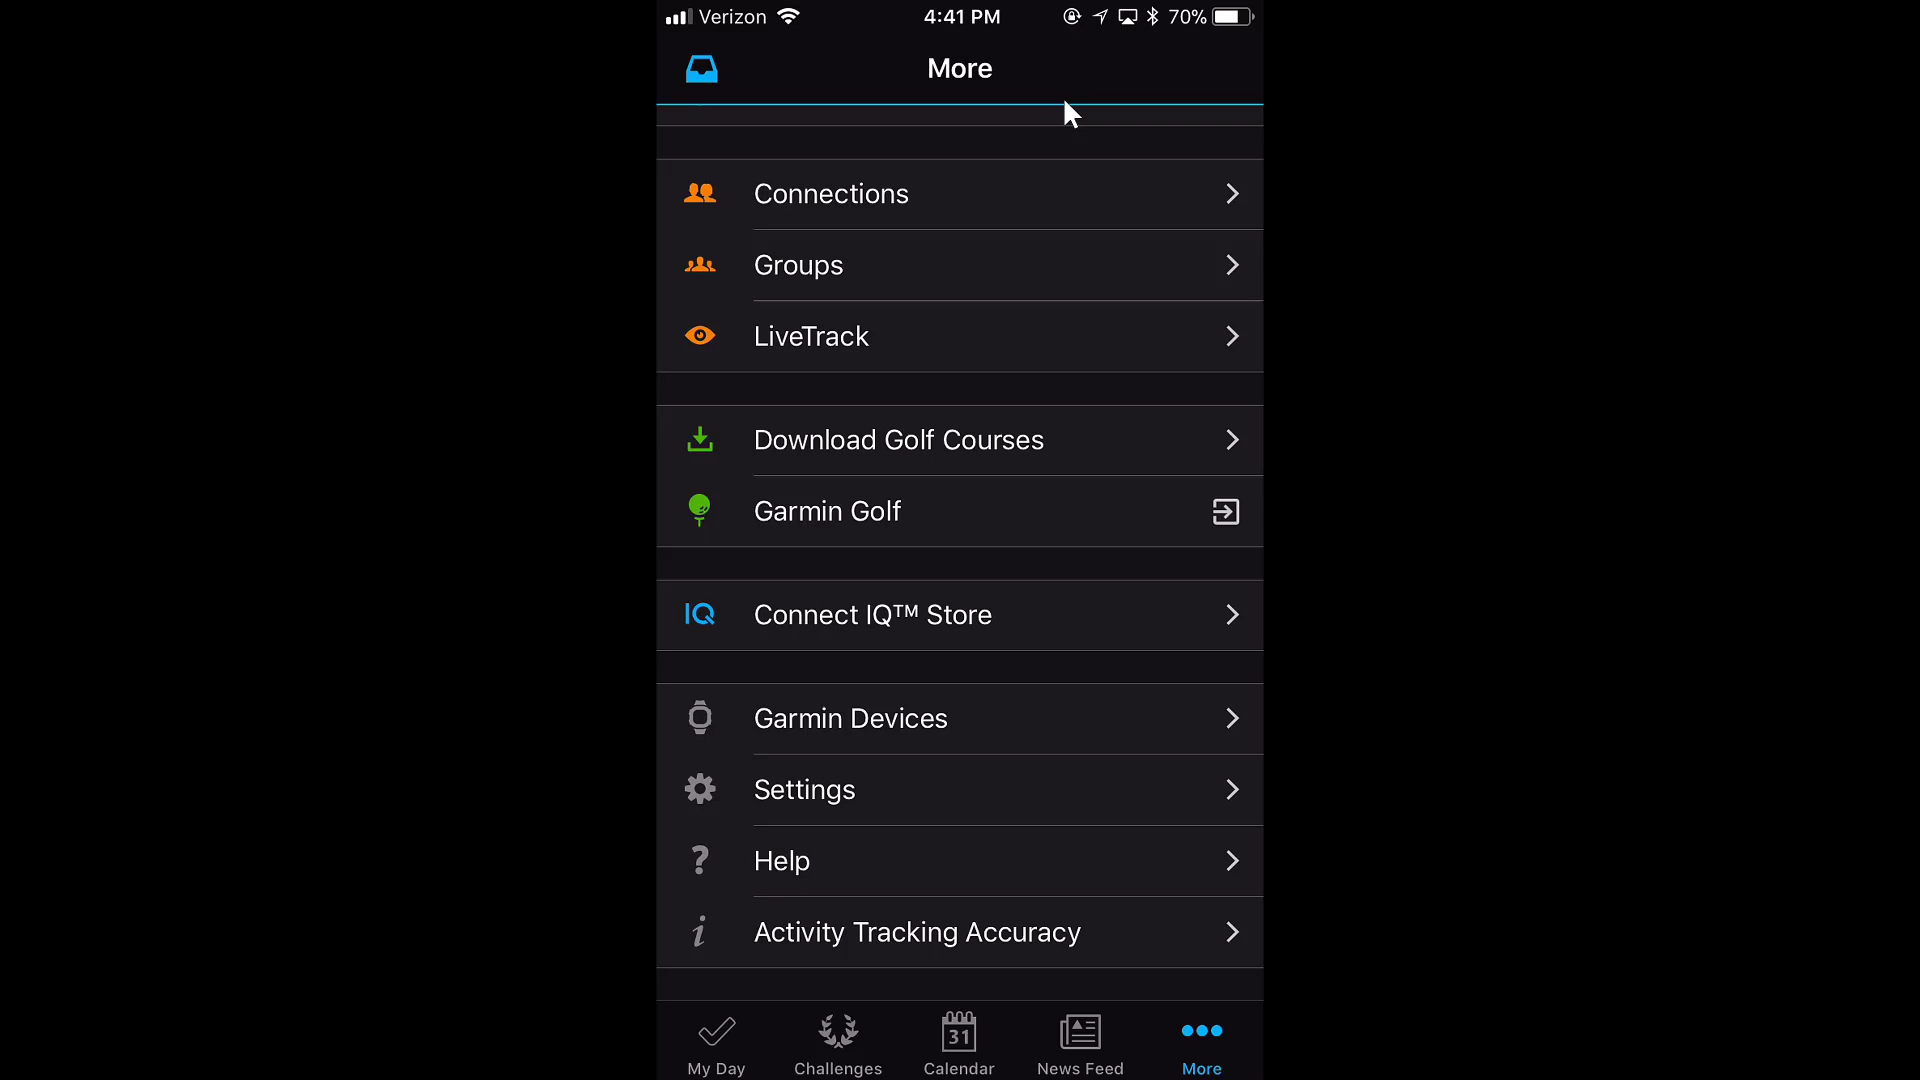 Verizon 4:41 PM 70%
More
Connections
Groups
LiveTrack
Download Golf Courses
Garmin Golf
IQ Connect IQ™ Store
Garmin Devices
Settings
? Help
i Activity Tracking Accuracy
31
My Day Challenges Calendar News Feed More